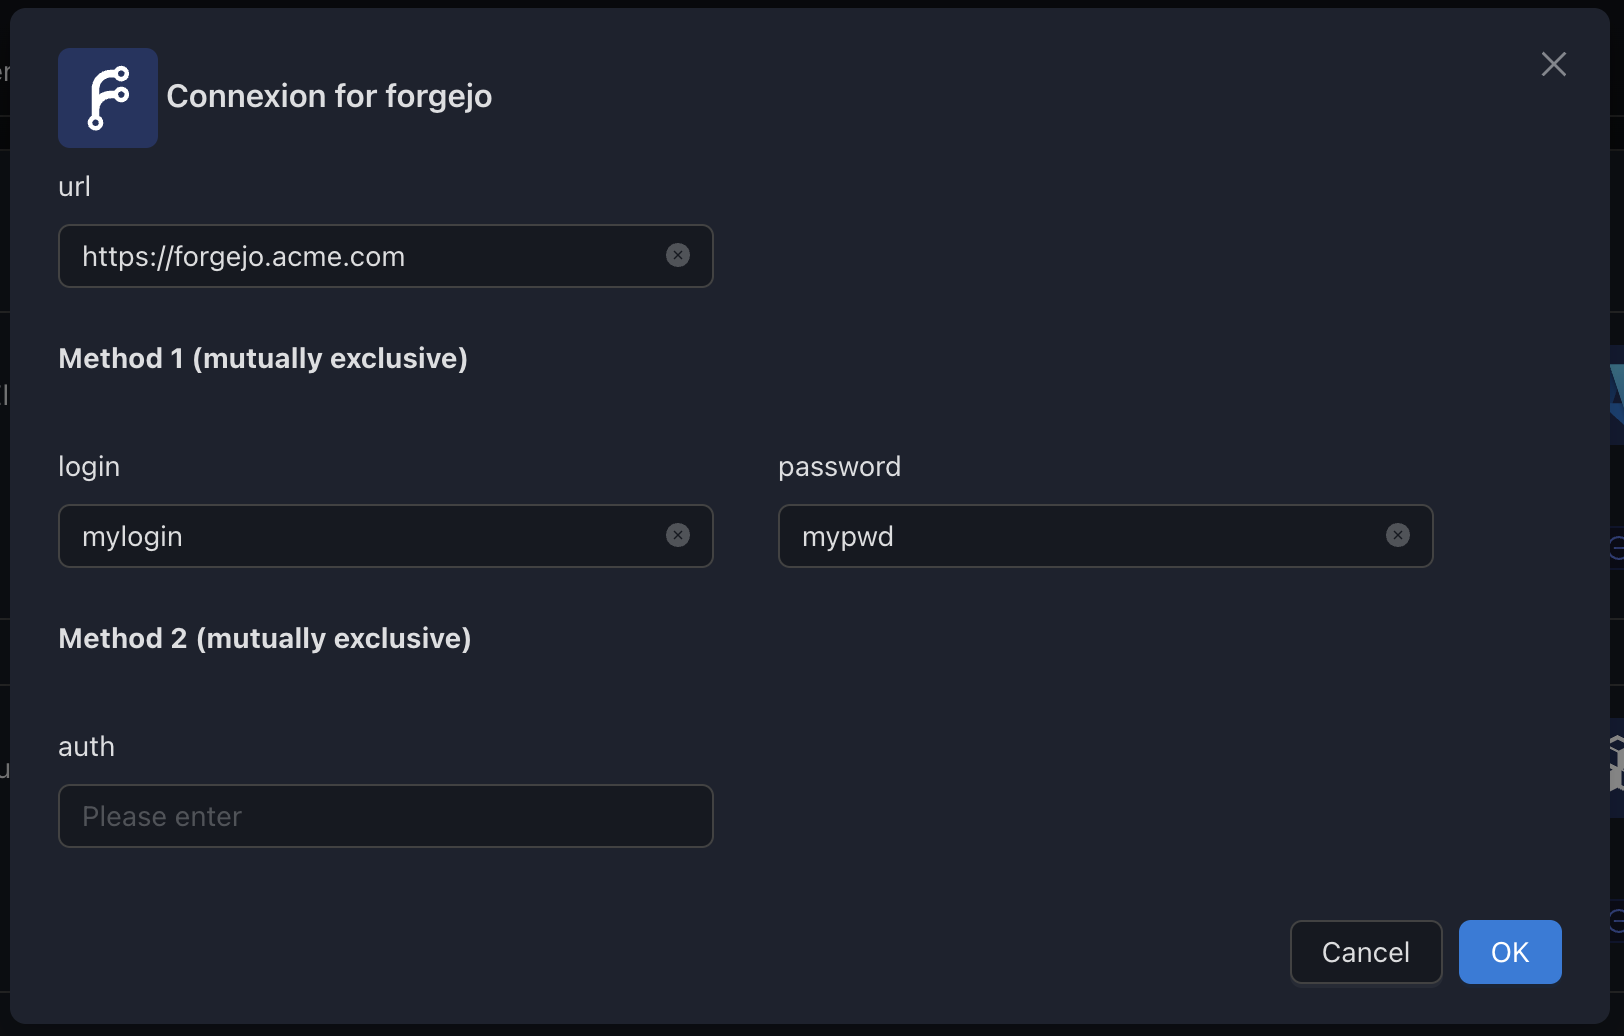 Connexion for forgejo
url
https://forgejo.acme.com
Method 1 (mutually exclusive)
login
password
mylogin
mypwd
Method 2 (mutually exclusive)
auth
Please enter
Cancel
OK